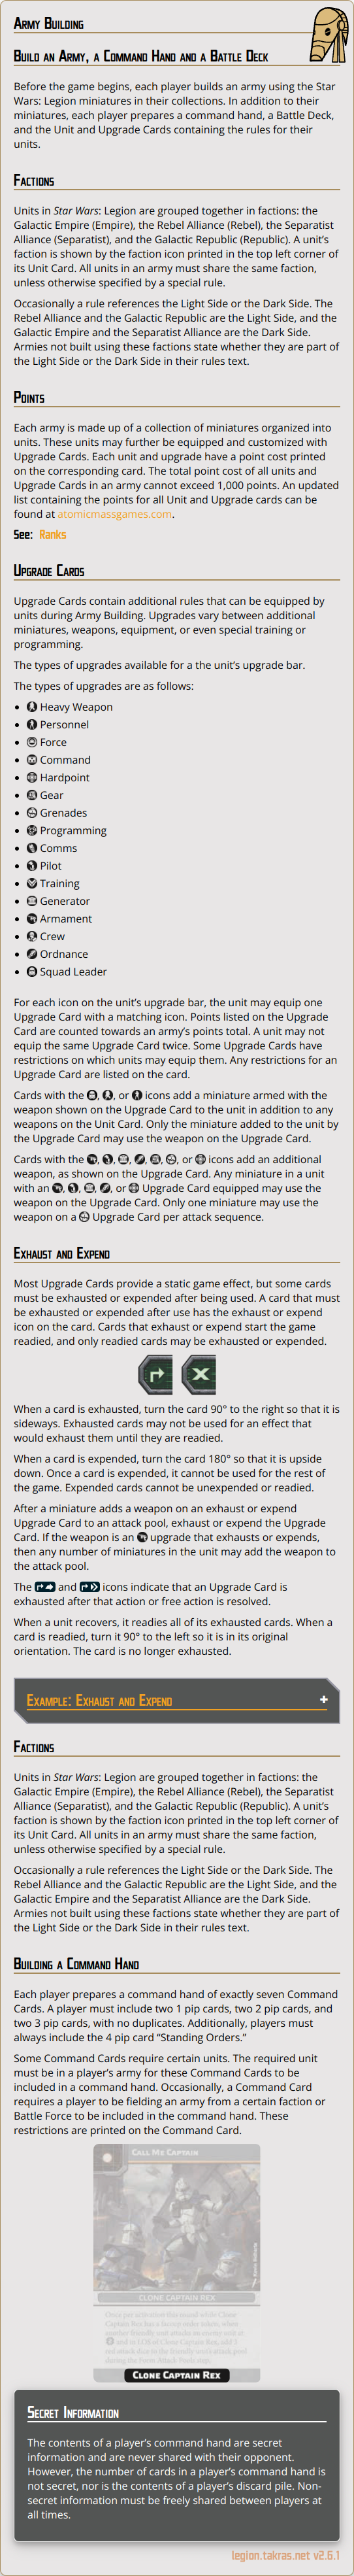 Army Building
Build an Army, a Command Hand and a Battle Deck
Before the game begins, each player builds an army using the Star
Wars: Legion miniatures in their collections. In addition to their
miniatures, each player prepares a command hand, a Battle Deck,
and the Unit and Upgrade Cards containing the rules for their
units.
Factions
Units in Star Wars: Legion are grouped together in factions: the
Galactic Empire (Empire), the Rebel Alliance (Rebel), the Separatist
Alliance (Separatist), and the Galactic Republic (Republic). A unit's
faction is shown by the faction icon printed in the top left corner of
its Unit Card. All units in an army must share the same faction,
unless otherwise specified by a special rule.
Occasionally a rule references the Light Side or the Dark Side. The
Rebel Alliance and the Galactic Republic are the Light Side, and the
Galactic Empire and the Separatist Alliance are the Dark Side.
Armies not built using these factions state whether they are part of
the Light Side or the Dark Side in their rules text.
Points
Each army is made up of a collection of miniatures organized into
units. These units may further be equipped and customized with
Upgrade Cards. Each unit and upgrade have a point cost printed
on the corresponding card. The total point cost of all units and
Upgrade Cards in an army cannot exceed 1,000 points. An updated
list containing the points for all Unit and Upgrade cards can be
found at atomicmassgames.com.
See: Ranks
Upgrade Cards
Upgrade Cards contain additional rules that can be equipped by
units during Army Building. Upgrades vary between additional
miniatures, weapons, equipment, or even special training or
programming.
The types of upgrades available for a the unit's upgrade bar.
The types of upgrades are as follows:
• Heavy Weapon
• Personnel
• Force
• Command
• Hardpoint
• Gear
• Grenades
• Programming
• Comms
• Pilot
• Training
• Generator
• Armament
• Crew
• Ordnance
• Squad Leader
For each icon on the unit's upgrade bar, the unit may equip one
Upgrade Card with a matching icon. Points listed on the Upgrade
Card are counted towards an army's points total. A unit may not
equip the same Upgrade Card twice. Some Upgrade Cards have
restrictions on which units may equip them. Any restrictions for an
Upgrade Card are listed on the card.
Cards with the , , or icons add a miniature armed with the
weapon shown on the Upgrade Card to the unit in addition to any
weapons on the Unit Card. Only the miniature added to the unit by
the Upgrade Card may use the weapon on the Upgrade Card.
Cards with the , , , , , , or icons add an additional
weapon, as shown on the Upgrade Card. Any miniature in a unit
with an , , , , or Upgrade Card equipped may use the
weapon on the Upgrade Card. Only one miniature may use the
weapon on a Upgrade Card per attack sequence.
Exhaust and Expend
Most Upgrade Cards provide a static game effect, but some cards
must be exhausted or expended after being used. A card that must
be exhausted or expended after use has the exhaust or expend
icon on the card. Cards that exhaust or expend start the game
readied, and only readied cards may be exhausted or expended.
When a card is exhausted, turn the card 90° to the right so that it is
sideways. Exhausted cards may not be used for an effect that
would exhaust them until they are readied.
When a card is expended, turn the card 180° so that it is upside
down. Once a card is expended, it cannot be used for the rest of
the game. Expended cards cannot be unexpended or readied.
After a miniature adds a weapon on an exhaust or expend
Upgrade Card to an attack pool, exhaust or expend the Upgrade
Card. If the weapon is an upgrade that exhausts or expends,
then any number of miniatures in the unit may add the weapon to
the attack pool.
The and icons indicate that an Upgrade Card is
exhausted after that action or free action is resolved.
When a unit recovers, it readies all of its exhausted cards. When a
card is readied, turn it 90° to the left so it is in its original
orientation. The card is no longer exhausted.
Example: Exhaust and Expend +
Factions
Units in Star Wars: Legion are grouped together in factions: the
Galactic Empire (Empire), the Rebel Alliance (Rebel), the Separatist
Alliance (Separatist), and the Galactic Republic (Republic). A unit's
faction is shown by the faction icon printed in the top left corner of
its Unit Card. All units in an army must share the same faction,
unless otherwise specified by a special rule.
Occasionally a rule references the Light Side or the Dark Side. The
Rebel Alliance and the Galactic Republic are the Light Side, and the
Galactic Empire and the Separatist Alliance are the Dark Side.
Armies not built using these factions state whether they are part of
the Light Side or the Dark Side in their rules text.
Building a Command Hand
Each player prepares a command hand of exactly seven Command
Cards. A player must include two 1 pip cards, two 2 pip cards, and
two 3 pip cards, with no duplicates. Additionally, players must
always include the 4 pip card "Standing Orders."
Some Command Cards require certain units. The required unit
must be in a player's army for these Command Cards to be
included in a command hand. Occasionally, a Command Card
requires a player to be fielding an army from a certain faction or
Battle Force to be included in the command hand. These
restrictions are printed on the Command Card.
Call Me Captain
Clone Captain Rex
Clone Captain Rex
Secret Information
The contents of a player's command hand are secret
information and are never shared with their opponent.
However, the number of cards in a player's command hand is
not secret, nor is the contents of a player's discard pile. Non-
secret information must be freely shared between players at
all times.
legion.takras.net v2.6.1